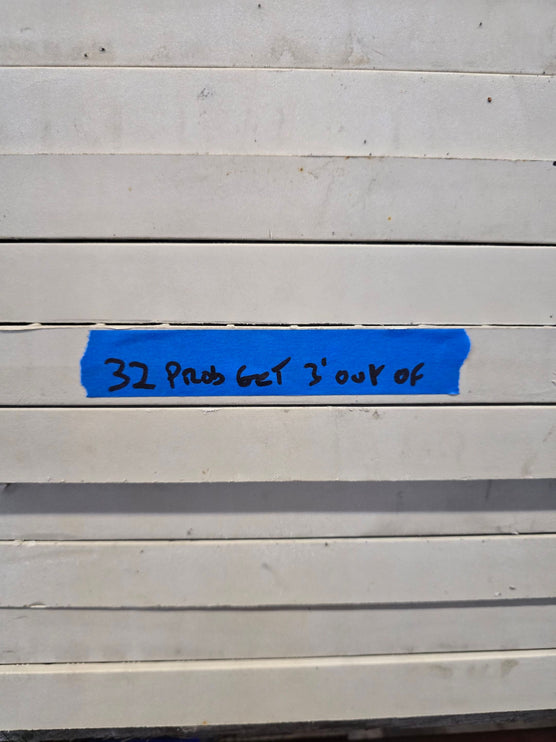 32 PROB GET 3' OUT OF